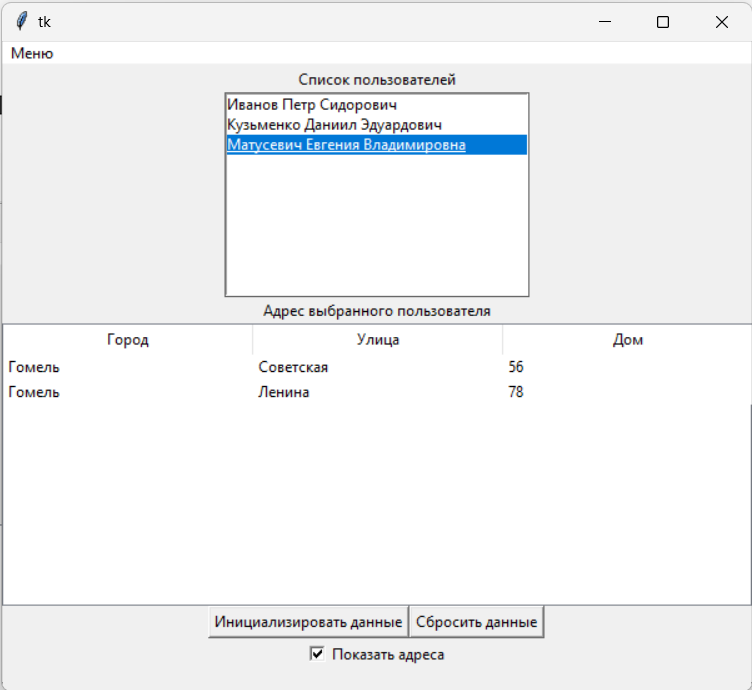 tk
Меню
Список пользователей
Иванов Петр Сидорович
Кузьменко Даниил Эдуардович
Матусевич Евгения Владимировна
Адрес выбранного пользователя
Город Улица Дом
Гомель Советская 56
Гомель Ленина 78
Инициализировать данные Сбросить данные
Показать адреса